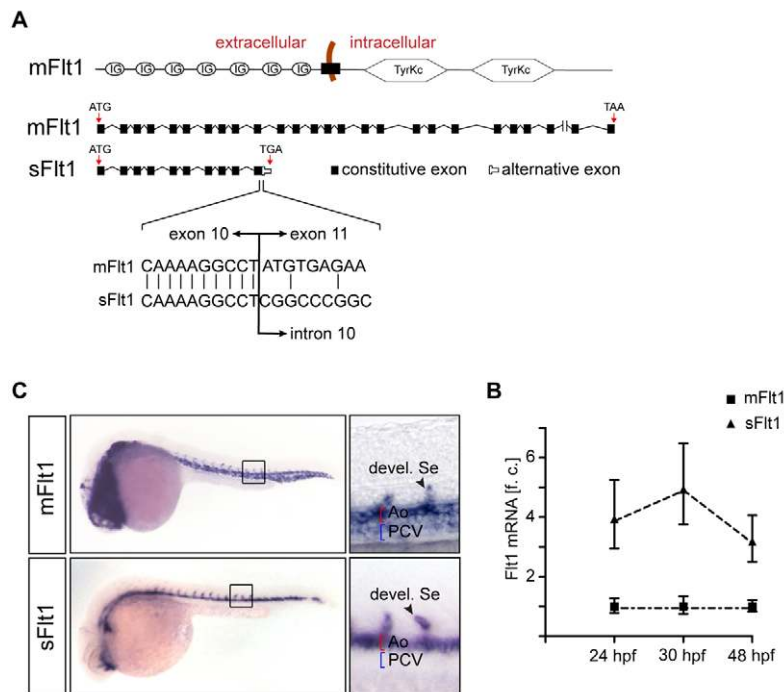 A
extracellular intracellular
mFlt1 IG IG IG IG IG IG IG TyrKc TyrKc
ATG TAA
mFlt1
ATG TGA
sFlt1 constitutive exon alternative exon
exon 10 exon 11
mFlt1 CAAAAGGCCTATGTGAGAA
sFlt1 CAAAAGGCCTCGGCCCGGC
intron 10
C
mFlt1
devel. Se
Ao
PCV
sFlt1
devel. Se
Ao
PCV
B
mFlt1
sFlt1
Flt1 mRNA [f. c.]
6
4
2
24 hpf 30 hpf 48 hpf